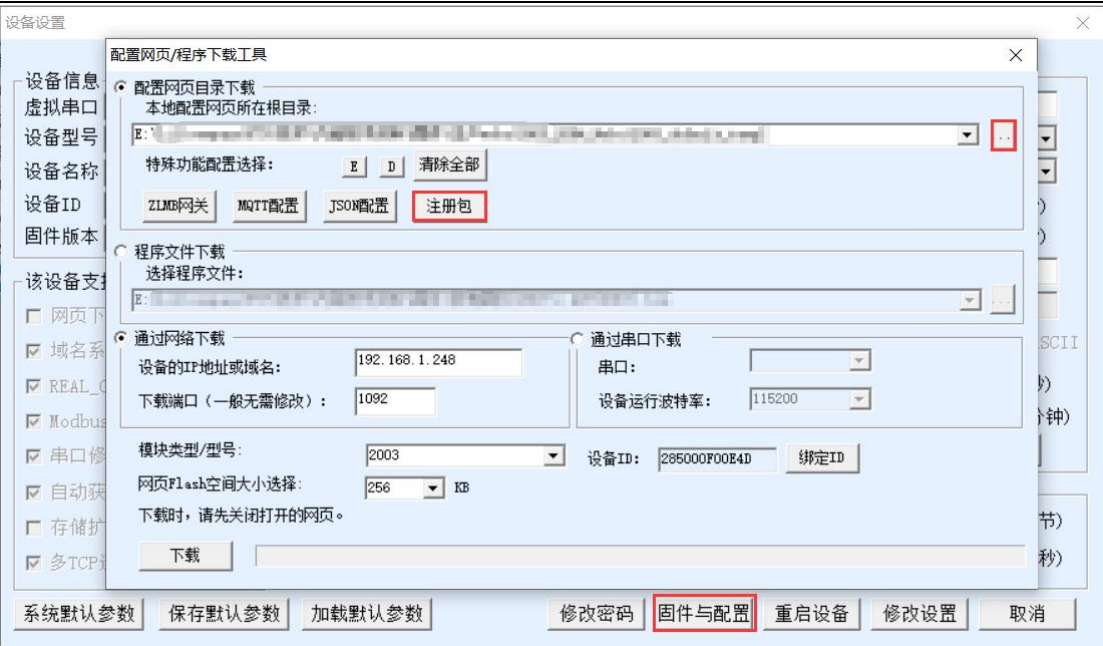 设备设置
配置网页/程序下载工具
设备信息
虚拟串口
设备型号
设备名称
设备ID
固件版本
配置网页目录下载
本地配置网页所在根目录:
E:\
...
特殊功能配置选择:
E D 清除全部
ZLMB网关 MQTT配置 JSON配置 注册包
程序文件下载
选择程序文件:
E:
...
该设备支
网页下
域名系
REAL_C
Modbus
串口修
自动获
存储扩
多TCP
通过网络下载
设备的IP地址或域名: 192.168.1.248
下载端口（一般无需修改）: 1092
通过串口下载
串口:
设备运行波特率: 115200
模块类型/型号: 2003
设备ID: 285000F00E4D 绑定ID
网页Flash空间大小选择: 256 KB
下载时，请先关闭打开的网页。
下载
SCII
分钟)
节)
秒)
系统默认参数 保存默认参数 加载默认参数 修改密码 固件与配置 重启设备 修改设置 取消